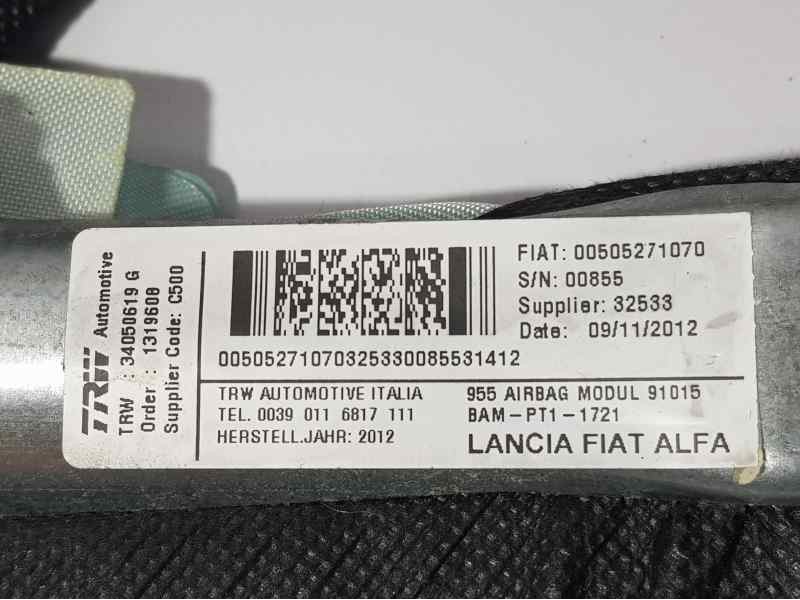 TRW Automotive
TRW : 34050619 G
Order : 1319608
Supplier Code: C500
FIAT: 00505271070
S/N: 00855
Supplier: 32533
Date: 09/11/2012
00505271070325330085531412
TRW AUTOMOTIVE ITALIA
TEL. 0039 011 6817 111
HERSTELL.JAHR: 2012
955 AIRBAG MODUL 91015
BAM-PT1-1721
LANCIA FIAT ALFA